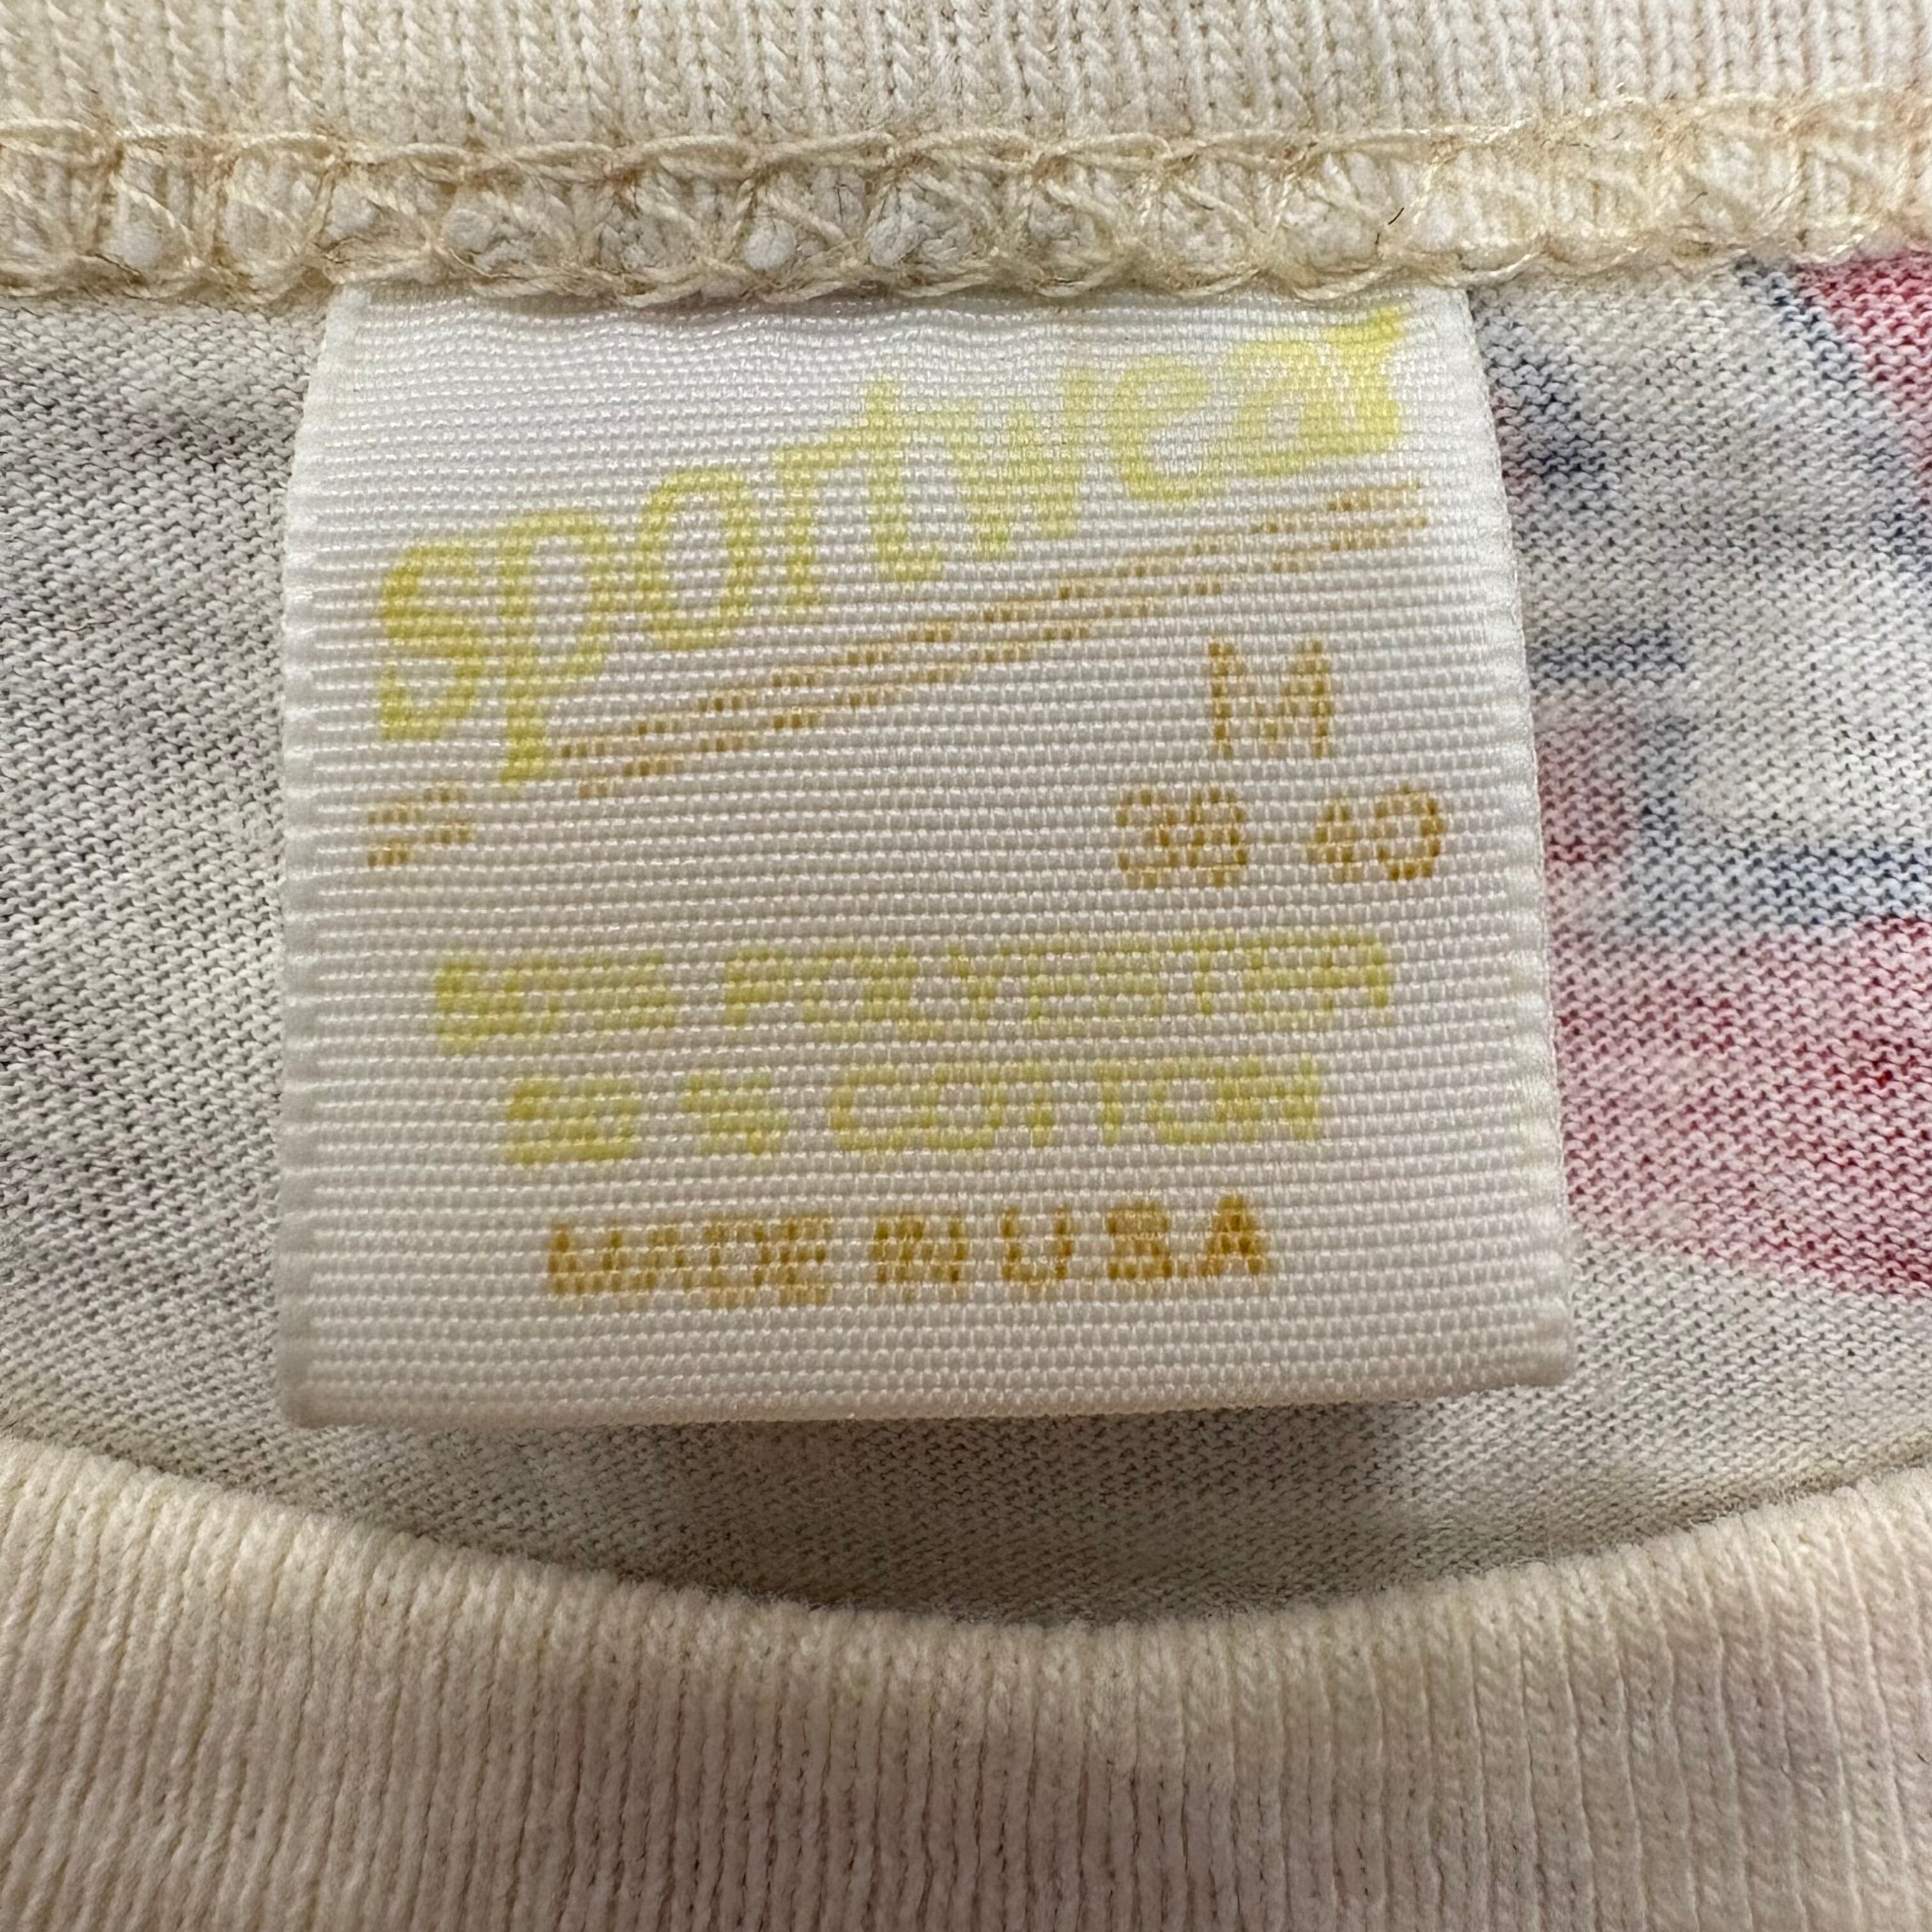 sportwear
M
38 40
50% POLYESTER
50% COTTON
MADE IN U S A